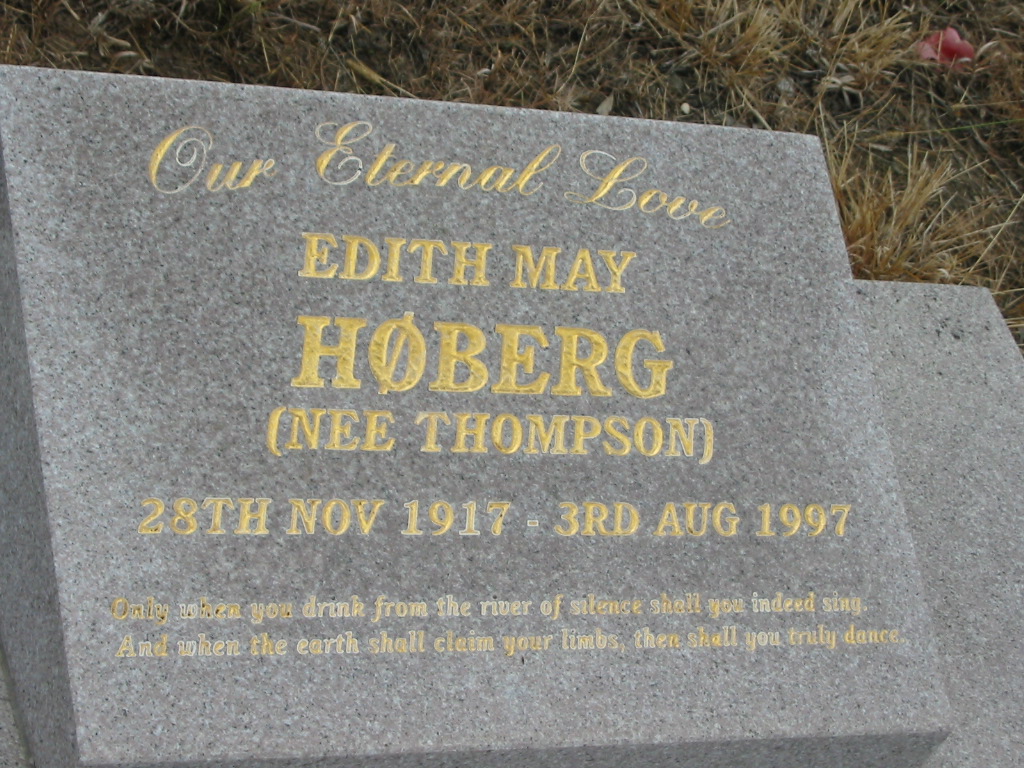 Our Eternal Love
EDITH MAY
HØBERG
(NEE THOMPSON)
28TH NOV 1917 - 3RD AUG 1997
Only when you drink from the river of silence shall you indeed sing.
And when the earth shall claim your limbs, then shall you truly dance.